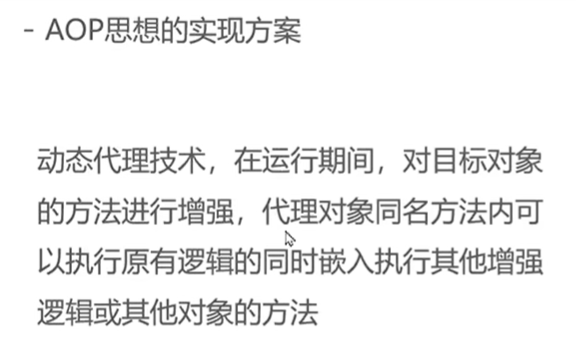 - AOP思想的实现方案
动态代理技术，在运行期间，对目标对象
的方法进行增强，代理对象同名方法内可
以执行原有逻辑的同时嵌入执行其他增强
逻辑或其他对象的方法